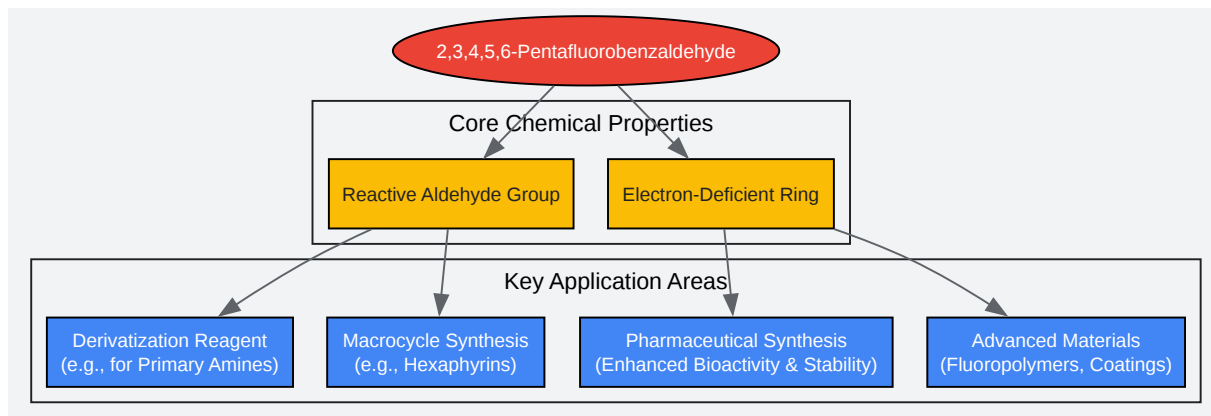 2,3,4,5,6-Pentafluorobenzaldehyde
Core Chemical Properties
Reactive Aldehyde Group
Electron-Deficient Ring
Key Application Areas
Derivatization Reagent
(e.g., for Primary Amines)
Macrocycle Synthesis
(e.g., Hexaphyrins)
Pharmaceutical Synthesis
(Enhanced Bioactivity & Stability)
Advanced Materials
(Fluoropolymers, Coatings)